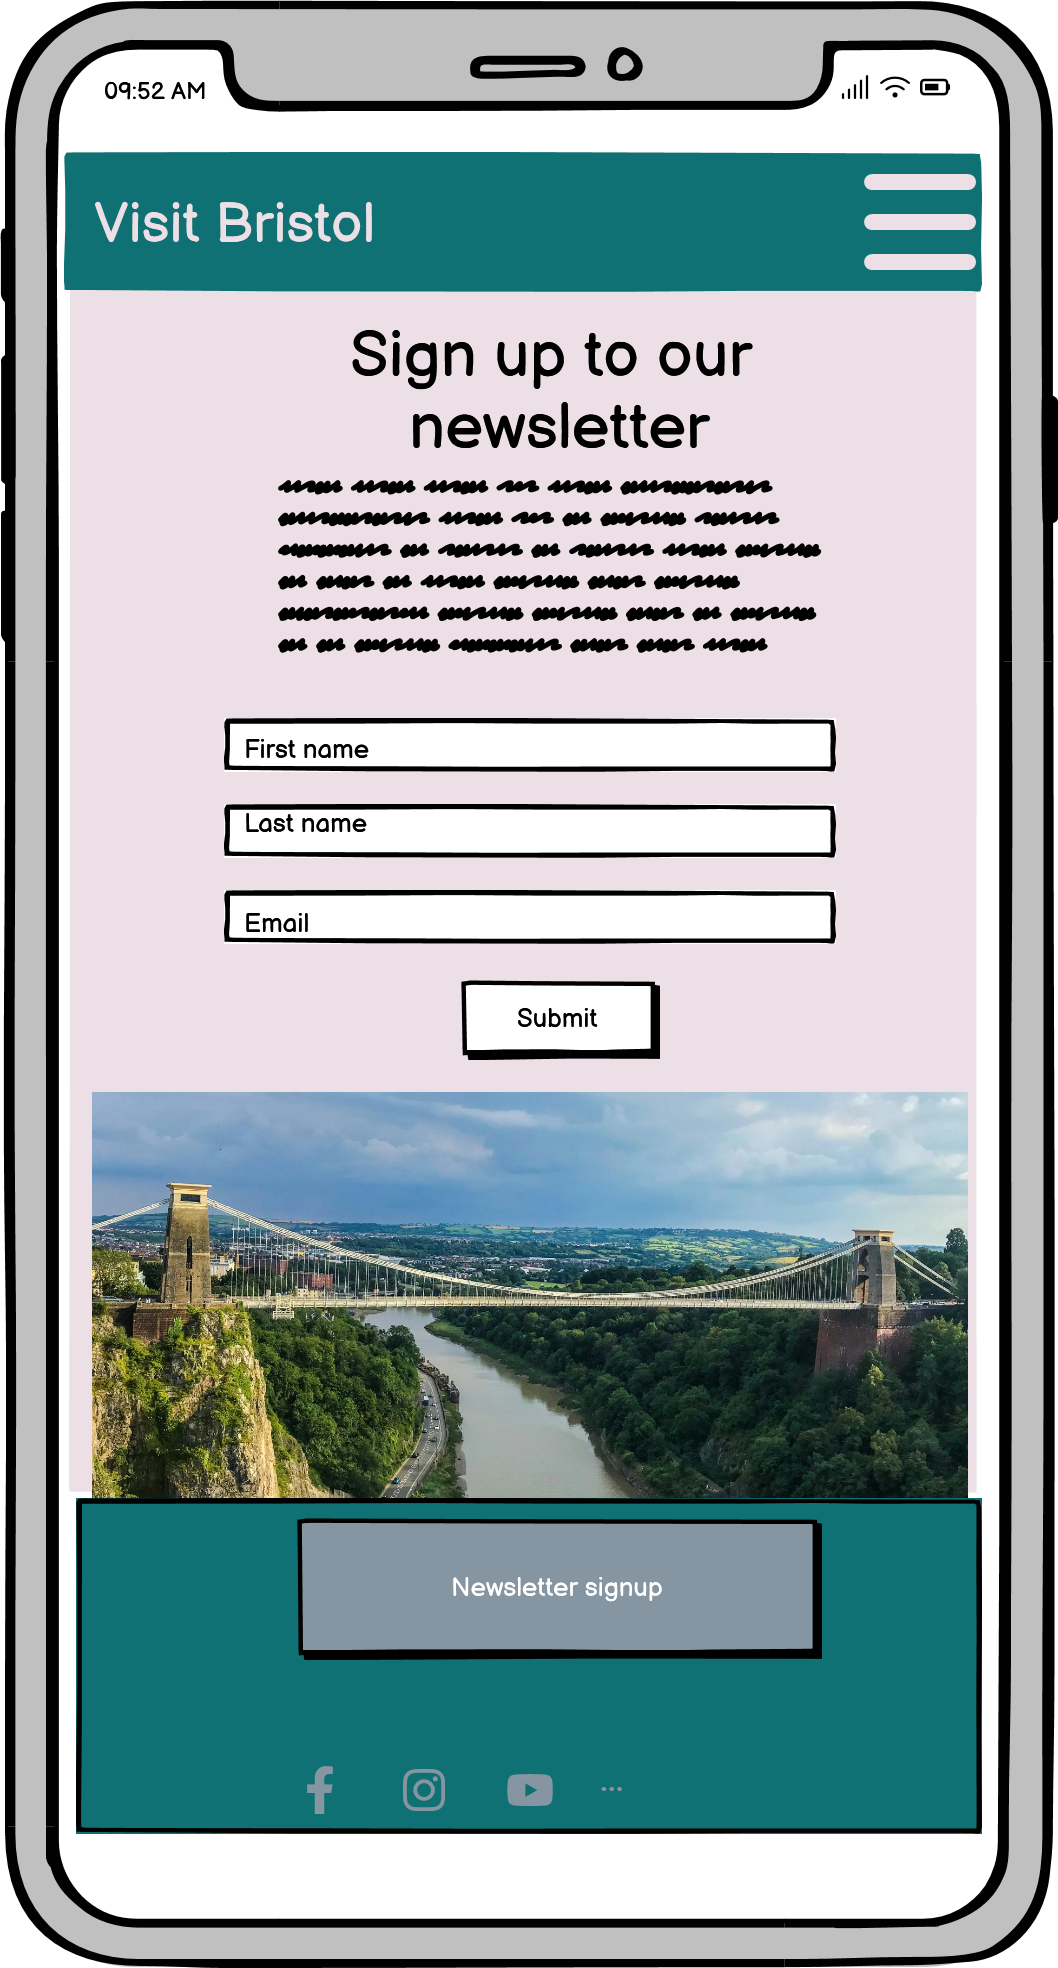 09:52 AM
Visit Bristol
Sign up to our
newsletter
First name
Last name
Email
Submit
Newsletter signup